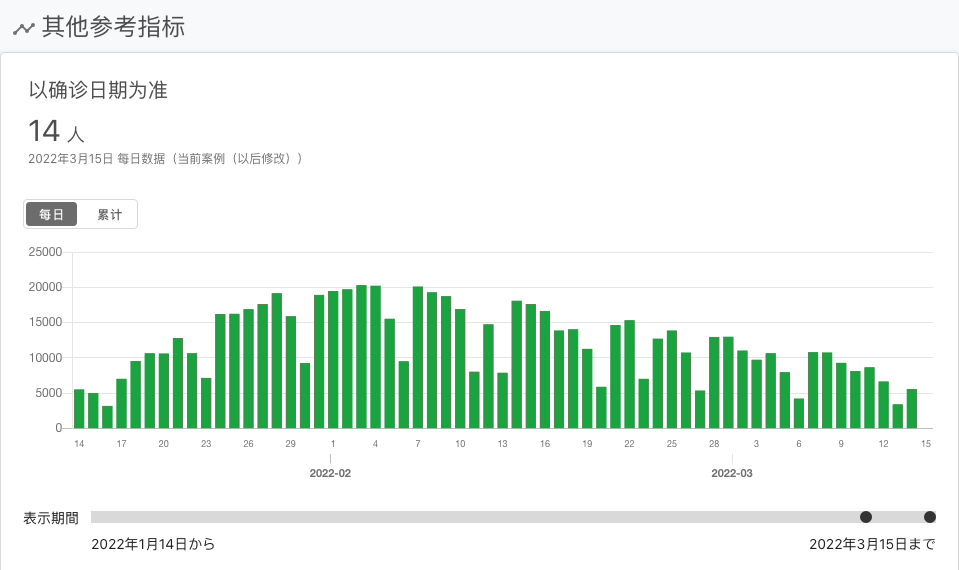 其他参考指标
以确诊日期为准
14 人
2022年3月15日 每日数据（当前案例（以后修改））
每日 累计
25000
20000
15000
10000
5000
0
14 17 20 23 26 29 1 4 7 10 13 16 19 22 25 28 3 6 9 12 15
2022-02 2022-03
表示期間
2022年1月14日から 2022年3月15日まで